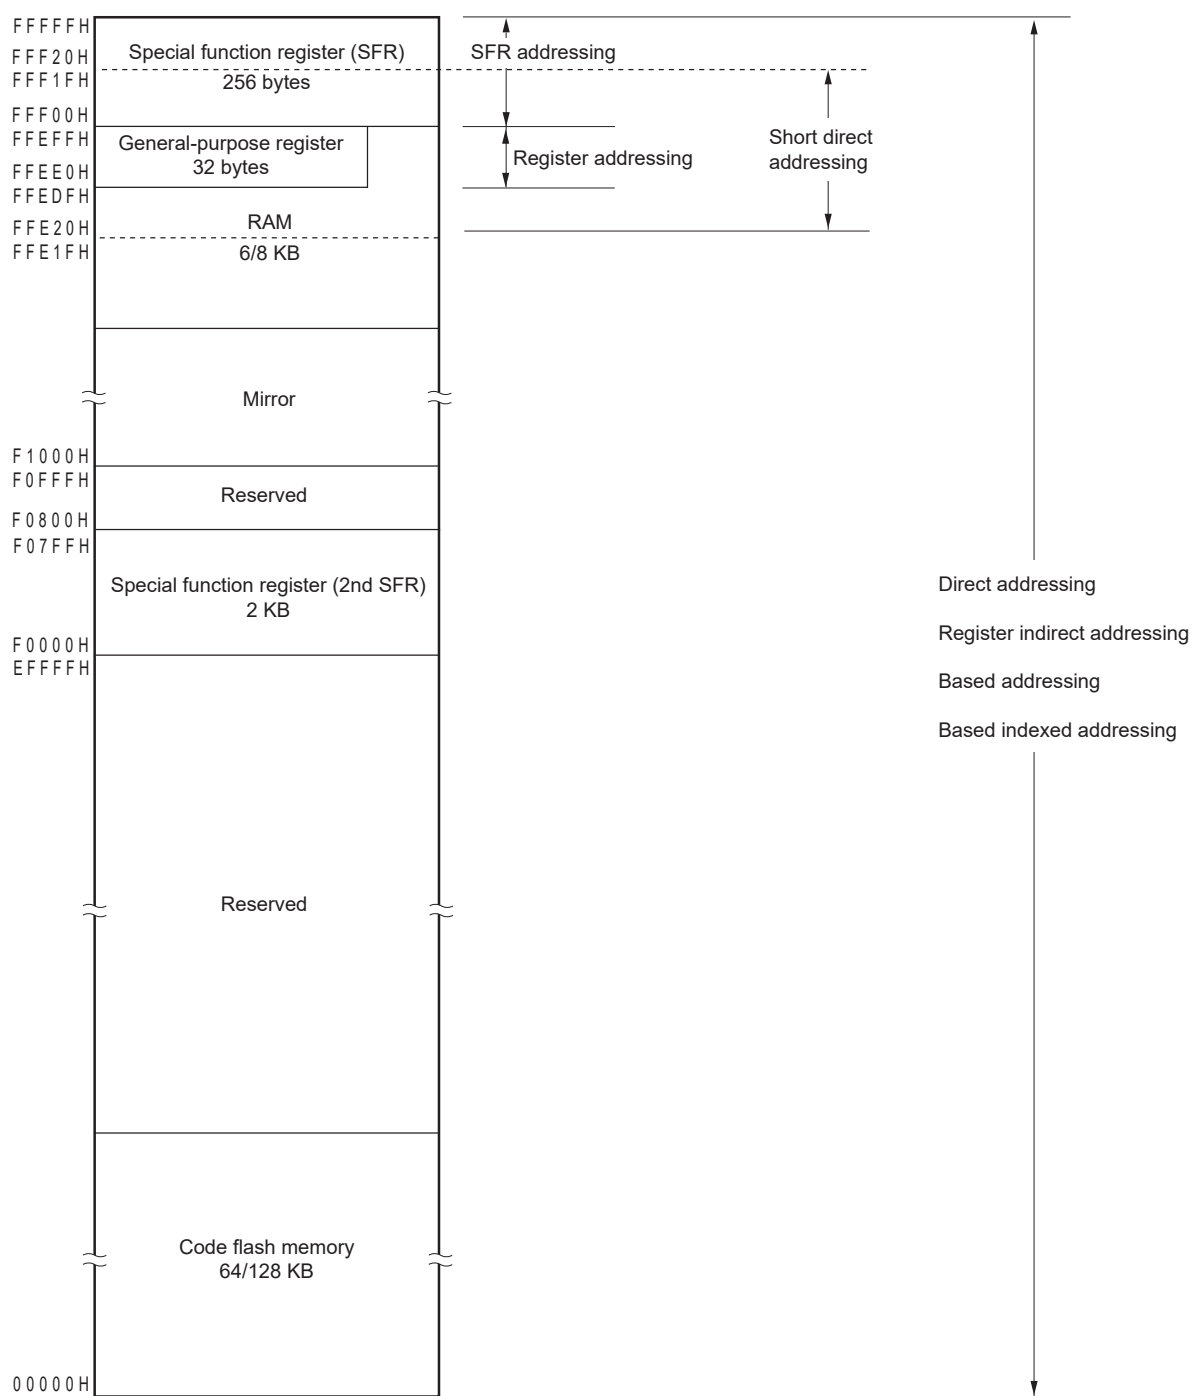 FFFFFH
FFF20H
Special function register (SFR)
SFR addressing
FFF1FH
256 bytes
FFF00H
FFEFFH
General-purpose register
32 bytes
Register addressing
Short direct
addressing
FFEE0H
FFEDFH
RAM
FFE20H
FFE1FH
6/8 KB
Mirror
F1000H
F0FFFH
Reserved
F0800H
F07FFH
Special function register (2nd SFR)
2 KB
Direct addressing
Register indirect addressing
Based addressing
Based indexed addressing
F0000H
EFFFFH
Reserved
Code flash memory
64/128 KB
00000H